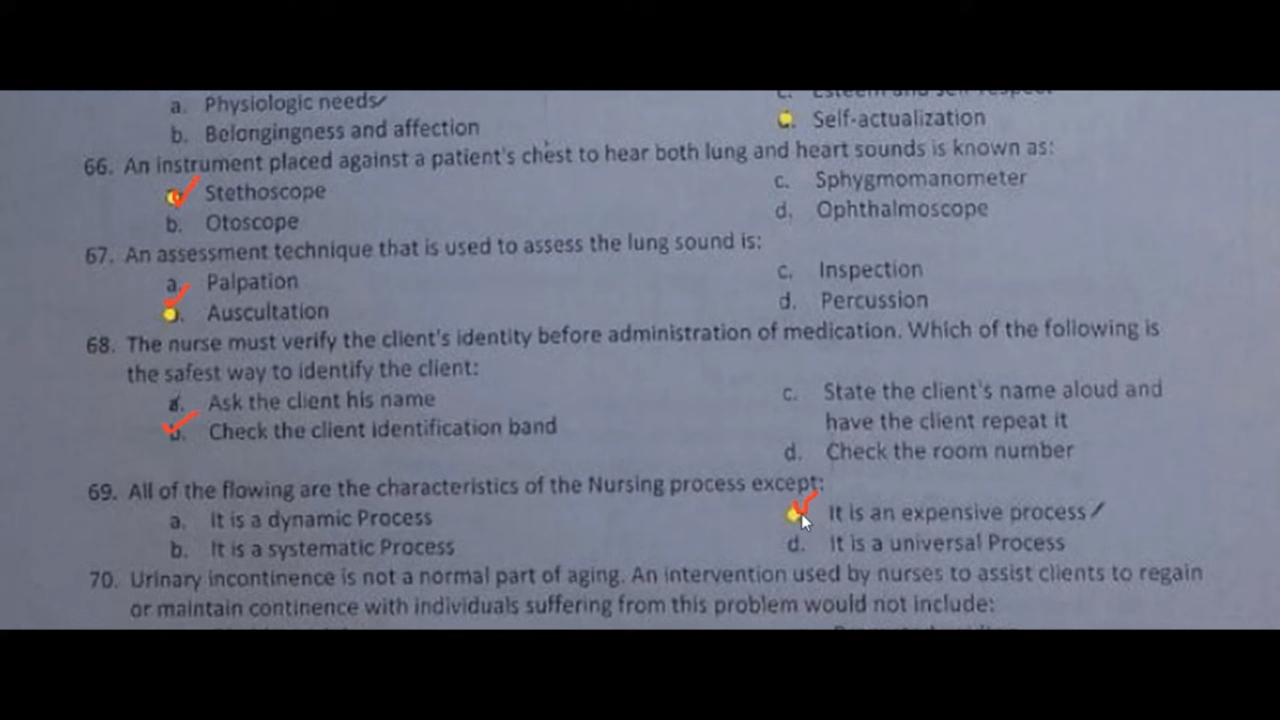 a. Physiologic needs
b. Belongingness and affection
c. Esteem and self-respect
Self-actualization
66. An instrument placed against a patient's chest to hear both lung and heart sounds is known as:
Stethoscope
b. Otoscope
c. Sphygmomanometer
d. Ophthalmoscope
67. An assessment technique that is used to assess the lung sound is:
a. Palpation
Auscultation
c. Inspection
d. Percussion
68. The nurse must verify the client's identity before administration of medication. Which of the following is
the safest way to identify the client:
a. Ask the client his name
Check the client identification band
c. State the client's name aloud and
have the client repeat it
d. Check the room number
69. All of the flowing are the characteristics of the Nursing process except:
a. It is a dynamic Process
b. It is a systematic Process
It is an expensive process
d. It is a universal Process
70. Urinary incontinence is not a normal part of aging. An intervention used by nurses to assist clients to regain
or maintain continence with individuals suffering from this problem would not include: